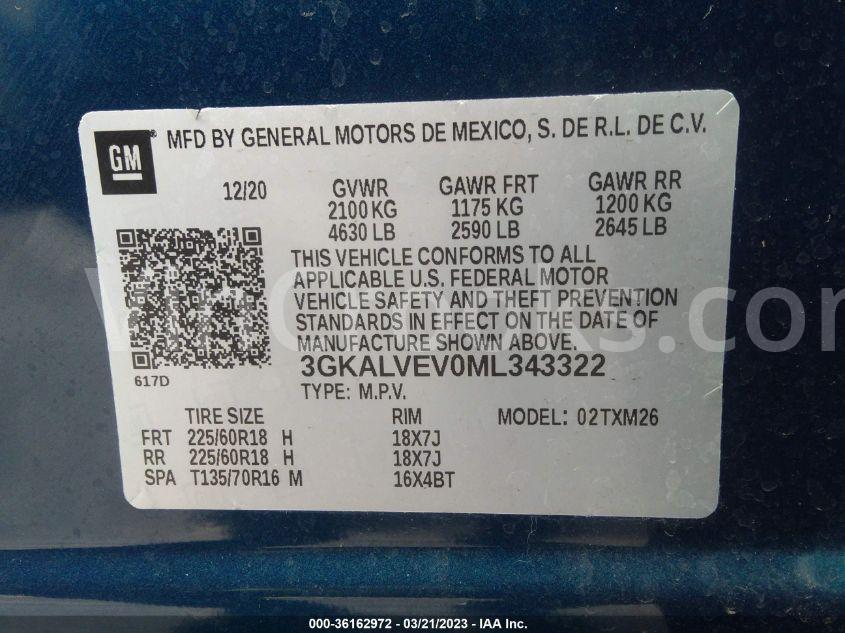 GM
MFD BY GENERAL MOTORS DE MEXICO, S. DE R.L. DE C.V.
12/20 GVWR GAWR FRT GAWR RR
2100 KG 1175 KG 1200 KG
4630 LB 2590 LB 2645 LB
THIS VEHICLE CONFORMS TO ALL
APPLICABLE U.S. FEDERAL MOTOR
VEHICLE SAFETY AND THEFT PREVENTION
STANDARDS IN EFFECT ON THE DATE OF
MANUFACTURE SHOWN ABOVE.
617D
3GKALVEV0ML343322
TYPE: M.P.V.
TIRE SIZE RIM MODEL: 02TXM26
FRT 225/60R18 H 18X7J
RR 225/60R18 H 18X7J
SPA T135/70R16 M 16X4BT
000-36162972 / 03/21/2023 — IAA Inc.